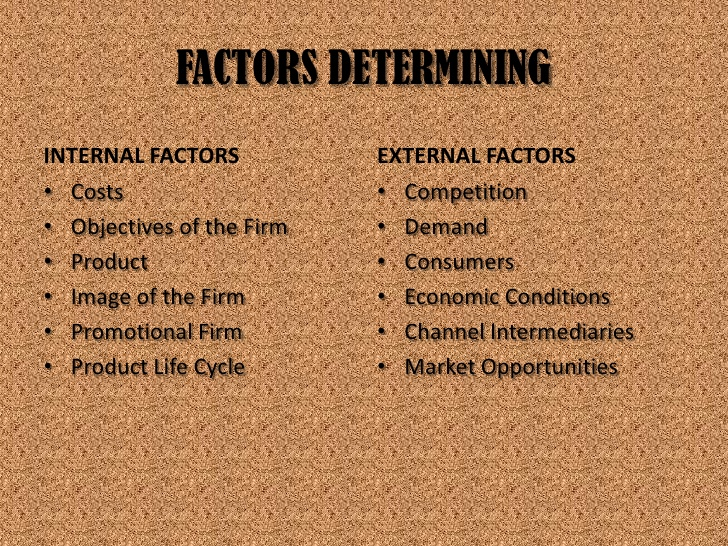 FACTORS DETERMINING
INTERNAL FACTORS
• Costs
• Objectives of the Firm
• Product
• Image of the Firm
• Promotional Firm
• Product Life Cycle
EXTERNAL FACTORS
• Competition
• Demand
• Consumers
• Economic Conditions
• Channel Intermediaries
• Market Opportunities